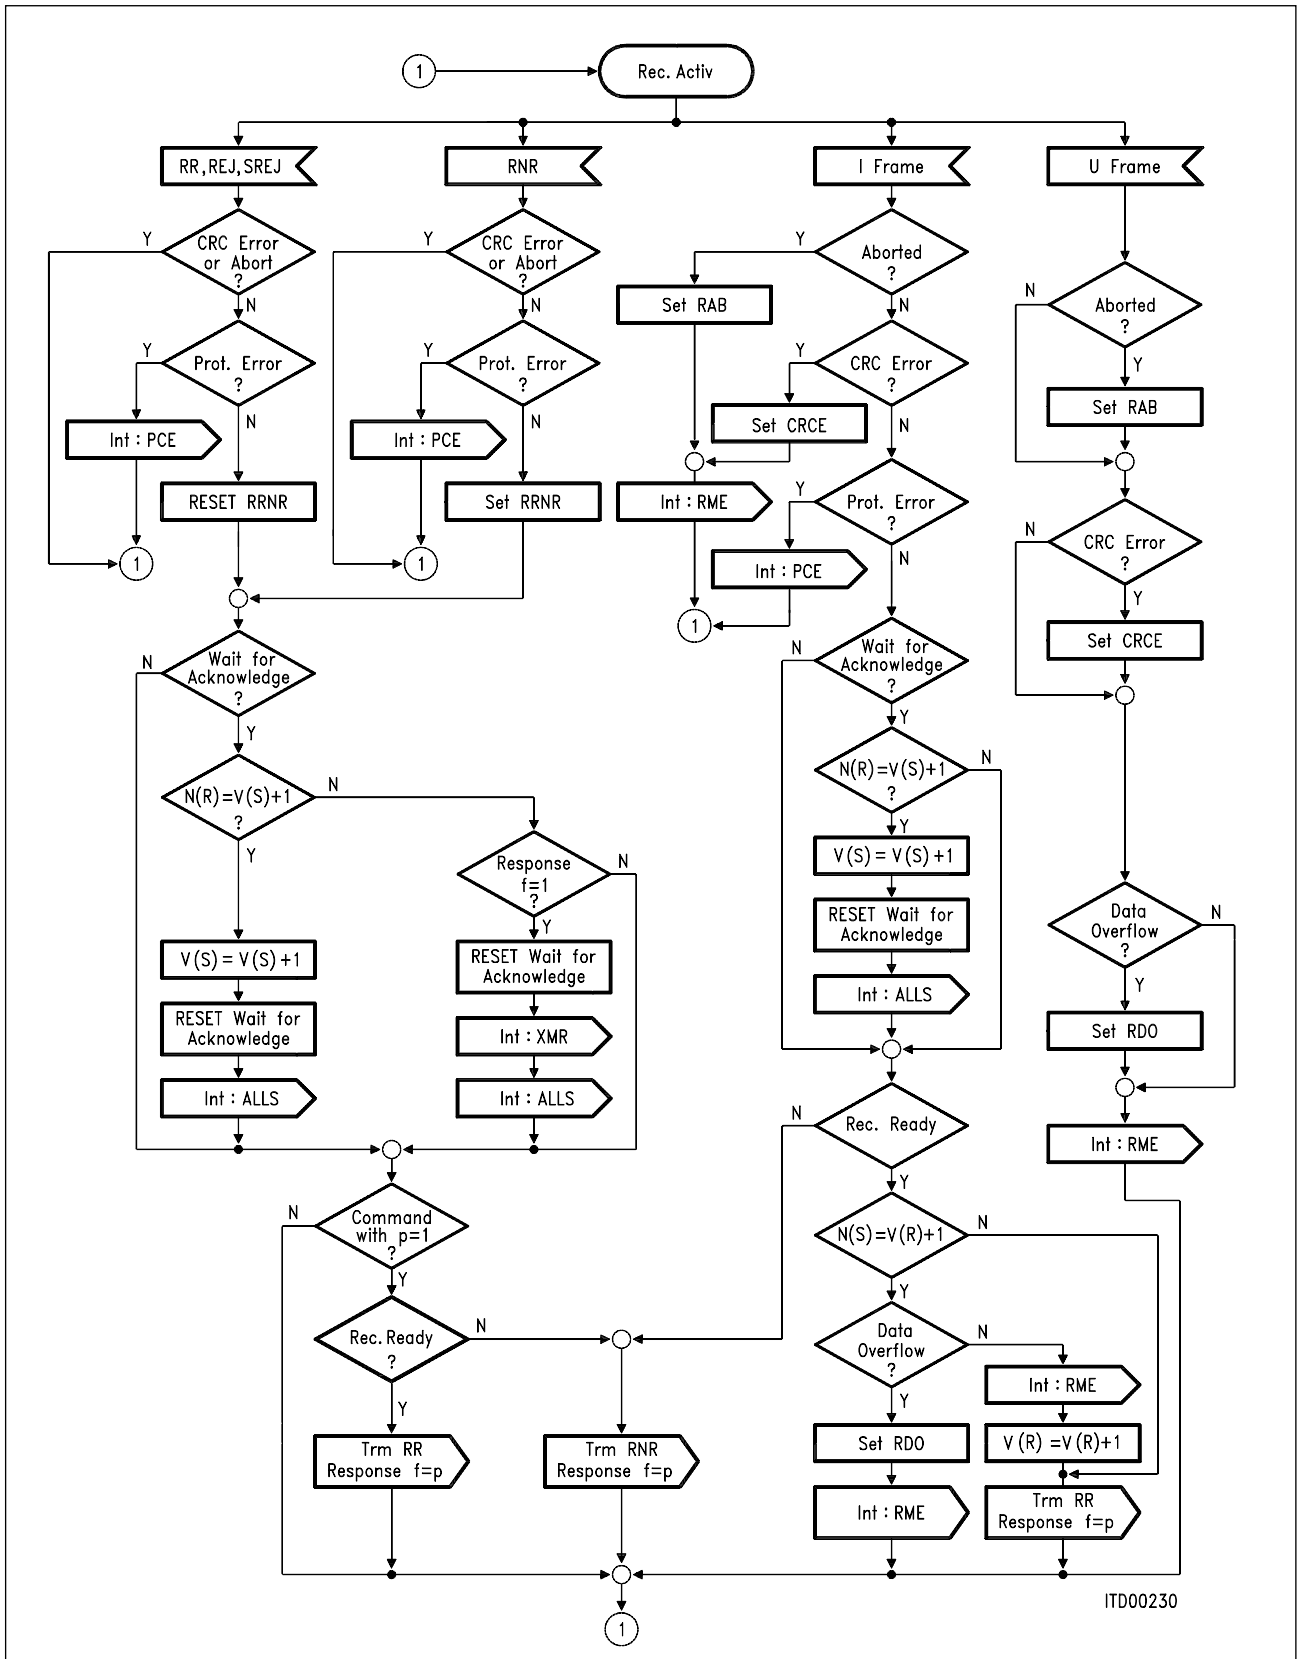 1
Rec. Activ
RR, REJ, SREJ
RNR
I Frame
U Frame
Y
CRC Error
or Abort
?
N
Y
Prot. Error
?
N
Int : PCE
RESET RRNR
1
Y
CRC Error
or Abort
?
N
Y
Prot. Error
?
N
Int : PCE
Set RRNR
1
Y
Aborted
?
N
Set RAB
Y
CRC Error
?
N
Set CRCE
Int : RME
Y
Prot. Error
?
N
Int : PCE
1
N
Aborted
?
Y
Set RAB
N
CRC Error
?
Y
Set CRCE
N
Wait for
Acknowledge
?
Y
N(R)=V(S)+1
?
N
Y
Response
f=1
?
N
Y
V(S) = V(S) +1
RESET Wait for
Acknowledge
Int : ALLS
RESET Wait for
Acknowledge
Int : XMR
Int : ALLS
N
Wait for
Acknowledge
?
Y
N(R)=V(S)+1
?
N
Y
V(S) = V(S) +1
RESET Wait for
Acknowledge
Int : ALLS
Data
Overflow
?
N
Y
Set RDO
Int : RME
N
Command
with p=1
?
Y
Rec. Ready
?
N
Y
Trm RR
Response f=p
Trm RNR
Response f=p
N
Rec. Ready
Y
N(S)=V(R)+1
N
Y
Data
Overflow
?
N
Y
Set RDO
Int : RME
Int : RME
V(R) =V(R)+1
Trm RR
Response f=p
1
ITD00230